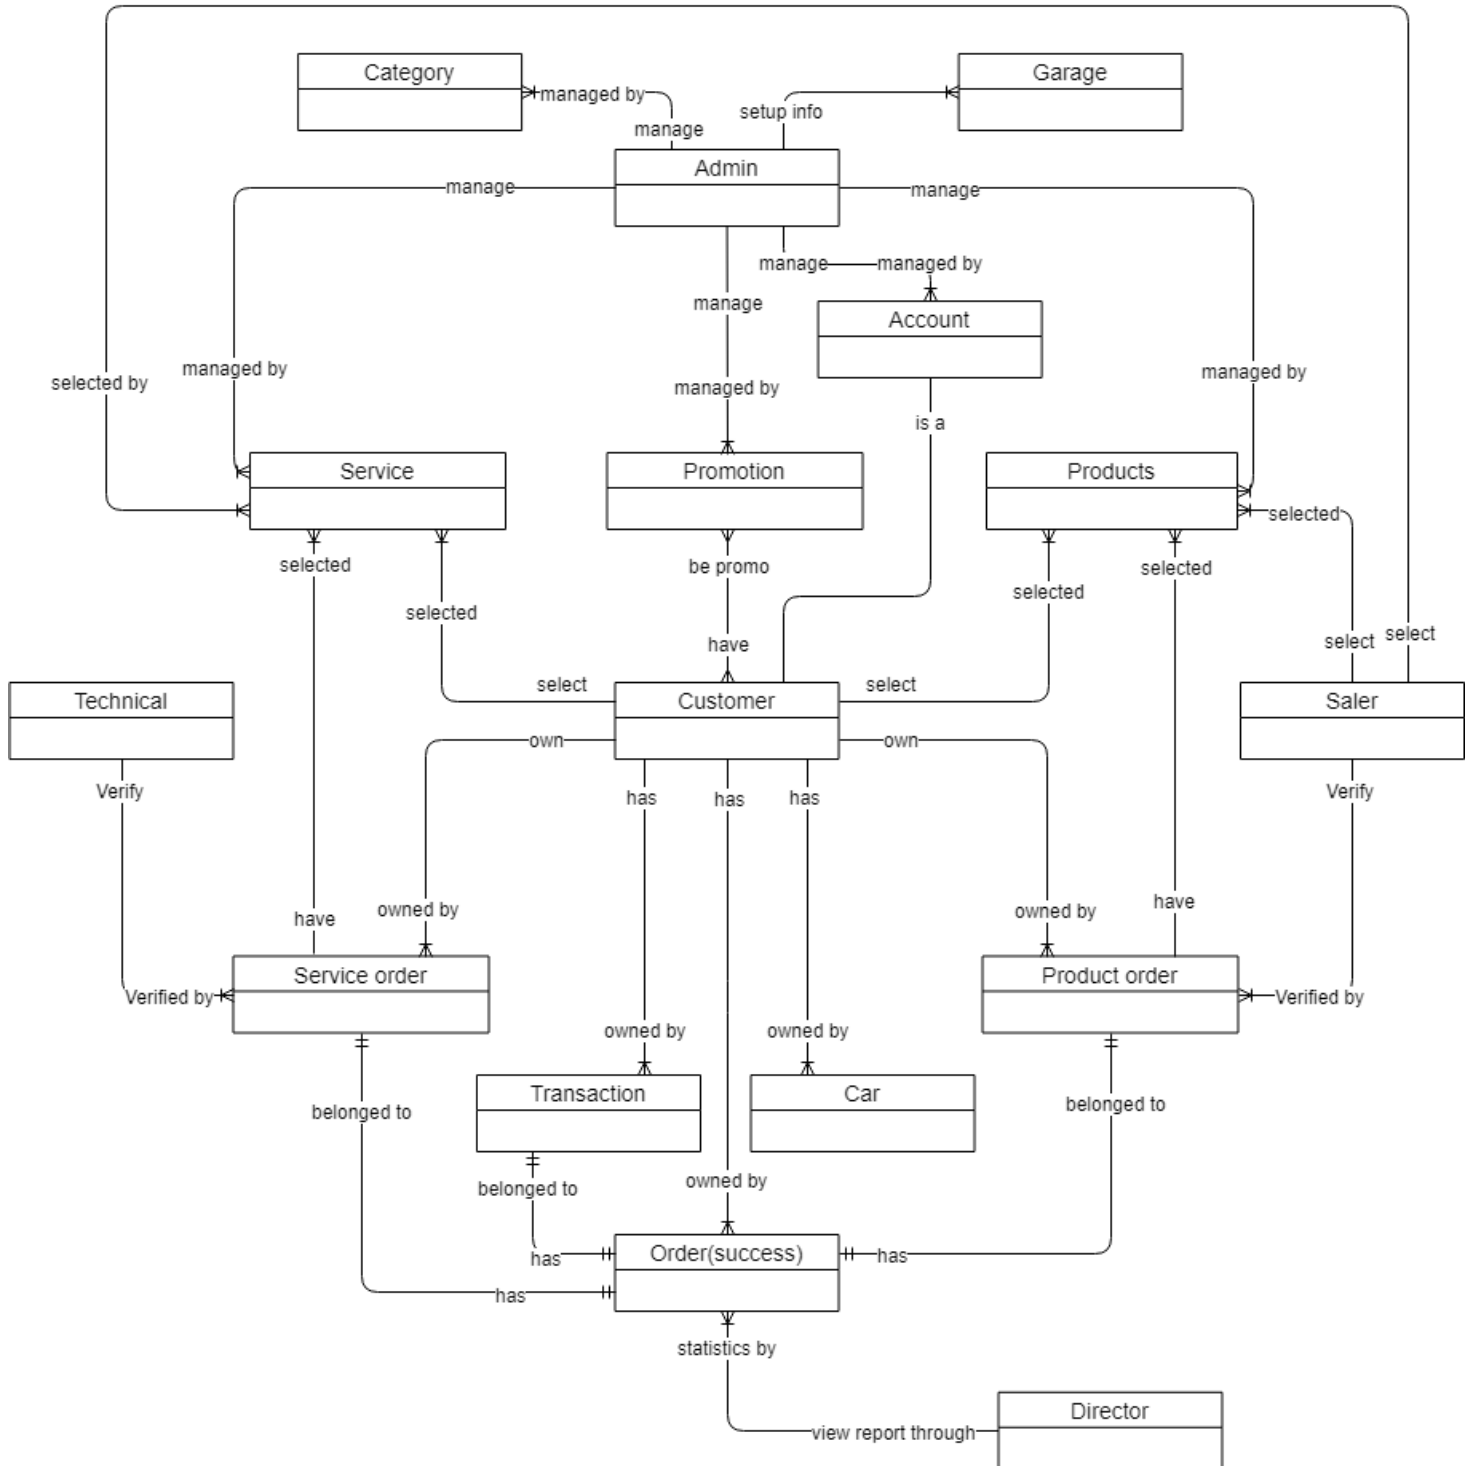 Category
Garage
managed by
setup info
manage
Admin
manage
manage
manage
managed by
manage
Account
managed by
selected by
managed by
managed by
is a
Service
Promotion
Products
selected
selected
be promo
selected
selected
selected
have
select
select
select
select
Technical
Customer
Saler
own
own
Verify
has
has
has
Verify
owned by
owned by
have
have
Service order
Product order
Verified by
Verified by
owned by
owned by
Transaction
Car
belonged to
belonged to
owned by
belonged to
Order(success)
has
has
has
statistics by
Director
view report through